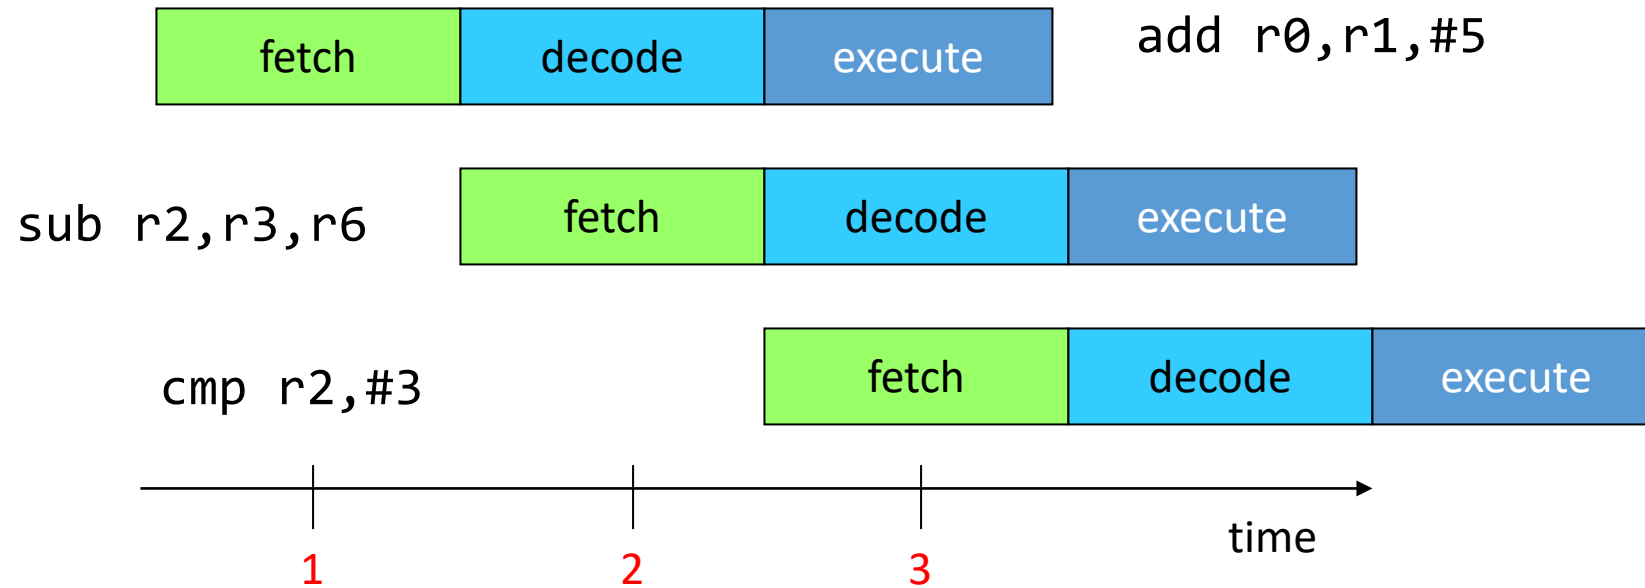 fetch decode execute add r0,r1,#5
sub r2,r3,r6 fetch decode execute
cmp r2,#3 fetch decode execute
time
1 2 3